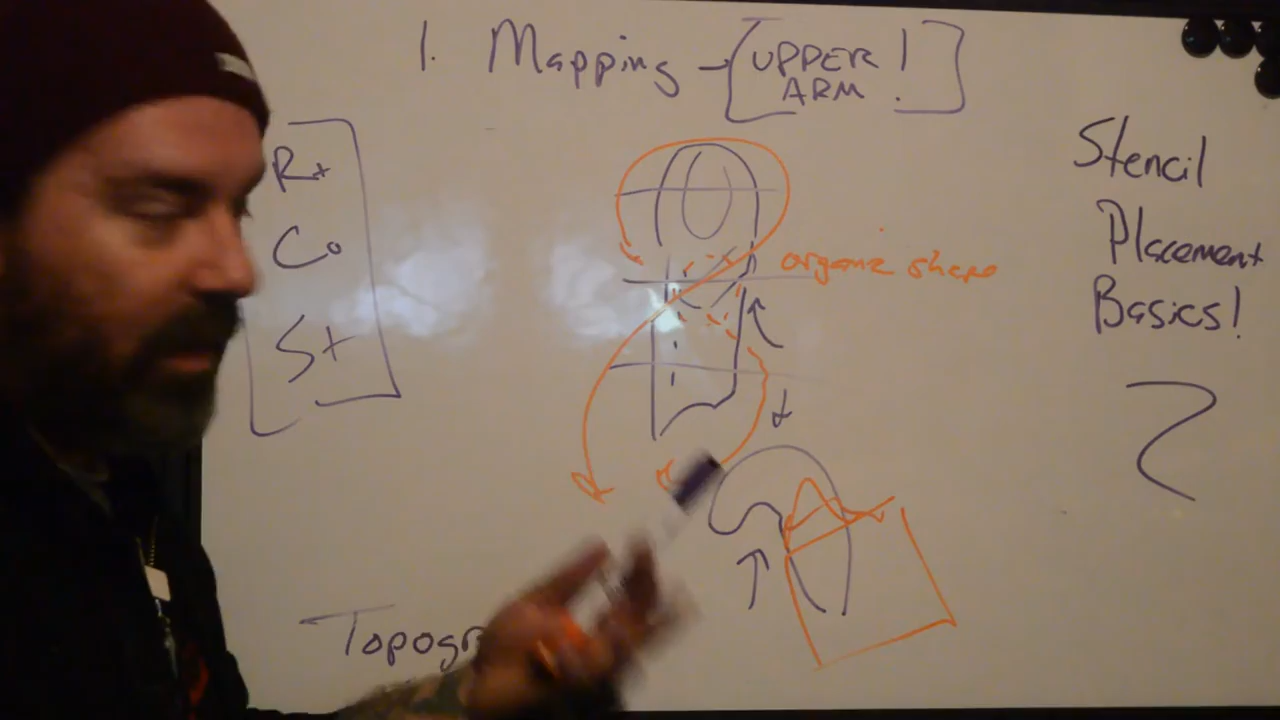 1. Mapping - [UPPER ARM !]
R+
Co
St
organic shape
Stencil
Placement
Basics!
Topogr